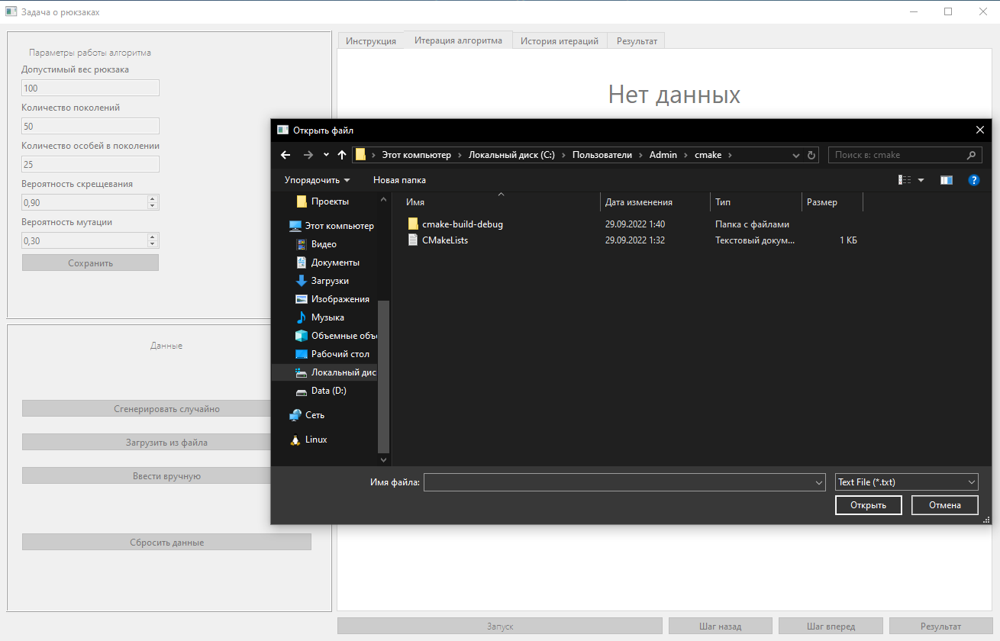 Задача о рюкзаках
Параметры работы алгоритма
Допустимый вес рюкзака
100
Количество поколений
50
Количество особей в поколении
25
Вероятность скрещевания
0,90
Вероятность мутации
0,30
Сохранить
Данные
Сгенерировать случайно
Загрузить из файла
Ввести вручную
Сбросить данные
Инструкция
Итерация алгоритма
История итераций
Результат
Нет данных
Открыть файл
Этот компьютер
Локальный диск (C:)
Пользователи
Admin
cmake
Поиск в: cmake
Упорядочить
Новая папка
?
Проекты
Этот компьютер
Видео
Документы
Загрузки
Изображения
Музыка
Объемные объ
Рабочий стол
Локальный дис
Data (D:)
Сеть
Linux
Имя Дата изменения Тип Размер
cmake-build-debug 29.09.2022 1:40 Папка с файлами
CMakeLists 29.09.2022 1:32 Текстовый докум... 1 КБ
Имя файла:
Text File (*.txt)
Открыть
Отмена
Запуск
Шаг назад
Шаг вперед
Результат